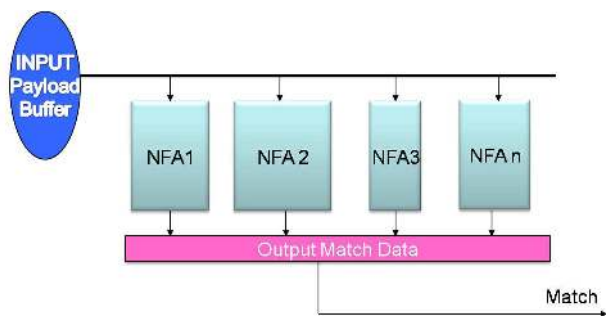 INPUT
Payload
Buffer
NFA1
NFA 2
NFA3
NFA n
Output Match Data
Match